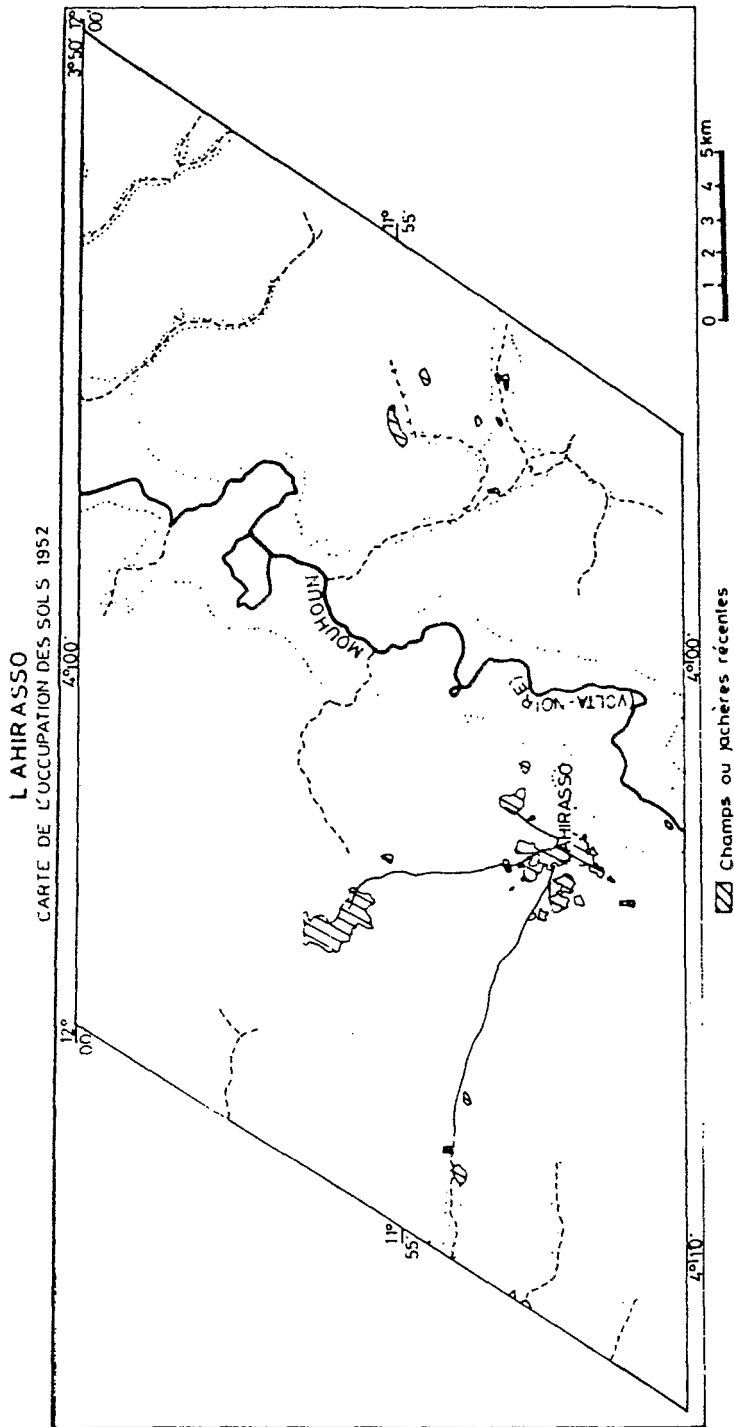 LAHIRASSO
CARTE DE L'OCCUPATION DES SOLS 1952
12°
00'
4°00'
3°50' 12°
00'
11°
55'
11°
55'
MOUHOUN
(VOLTA-NOIRE)
LAHIRASSO
4°10'
4°00'
0 1 2 3 4 5km
Champs ou jachères récentes